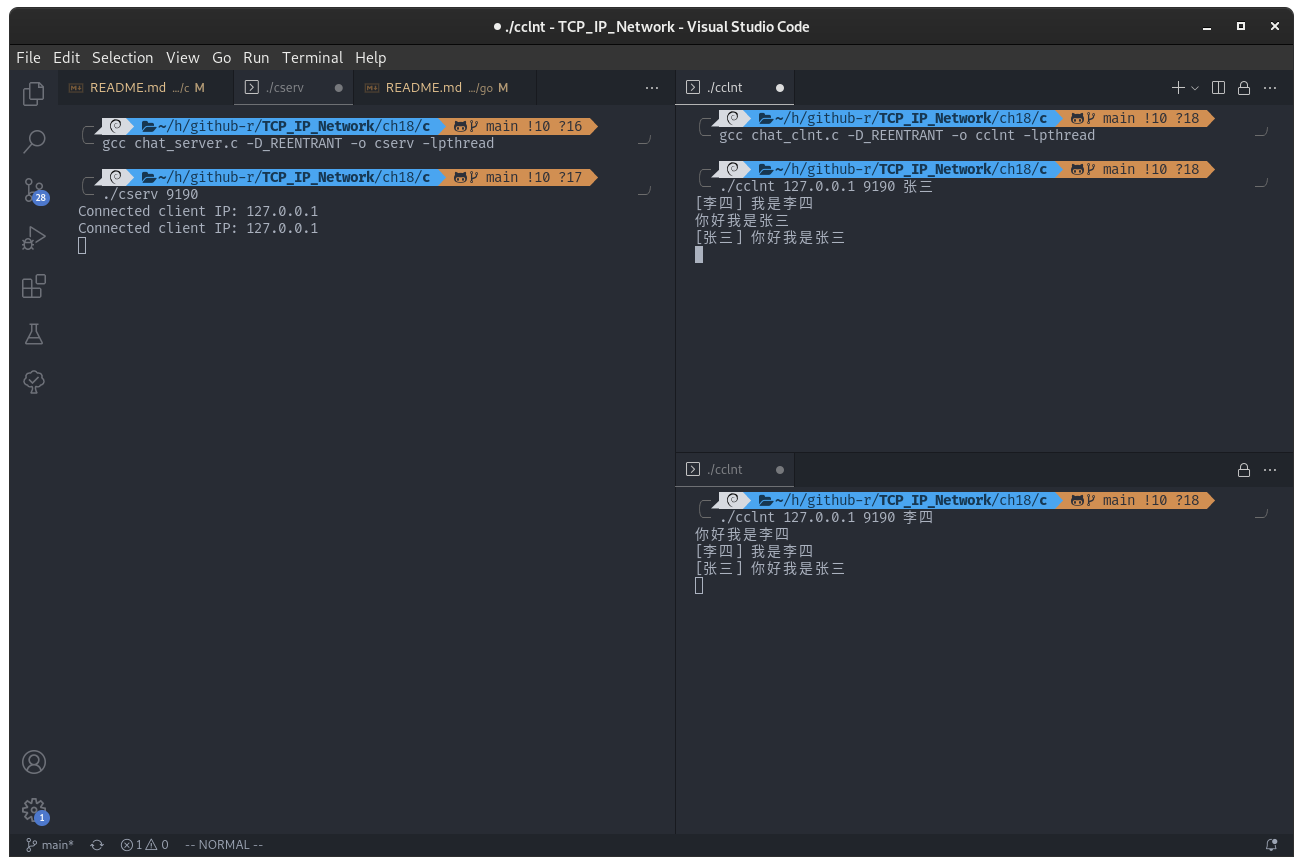 ./cclnt - TCP_IP_Network - Visual Studio Code
File Edit Selection View Go Run Terminal Help
README.md .../c M
./cserv
README.md .../go M
~/h/github-r/TCP_IP_Network/ch18/c main !10 ?16
gcc chat_server.c -D_REENTRANT -o cserv -lpthread
~/h/github-r/TCP_IP_Network/ch18/c main !10 ?17
./cserv 9190
Connected client IP: 127.0.0.1
Connected client IP: 127.0.0.1
./cclnt
~/h/github-r/TCP_IP_Network/ch18/c main !10 ?18
gcc chat_clnt.c -D_REENTRANT -o cclnt -lpthread
~/h/github-r/TCP_IP_Network/ch18/c main !10 ?18
./cclnt 127.0.0.1 9190 张三
[李四] 我是李四
你好我是张三
[张三] 你好我是张三
./cclnt
~/h/github-r/TCP_IP_Network/ch18/c main !10 ?18
./cclnt 127.0.0.1 9190 李四
你好我是李四
[李四] 我是李四
[张三] 你好我是张三
28
1
main* 1 0 -- NORMAL --